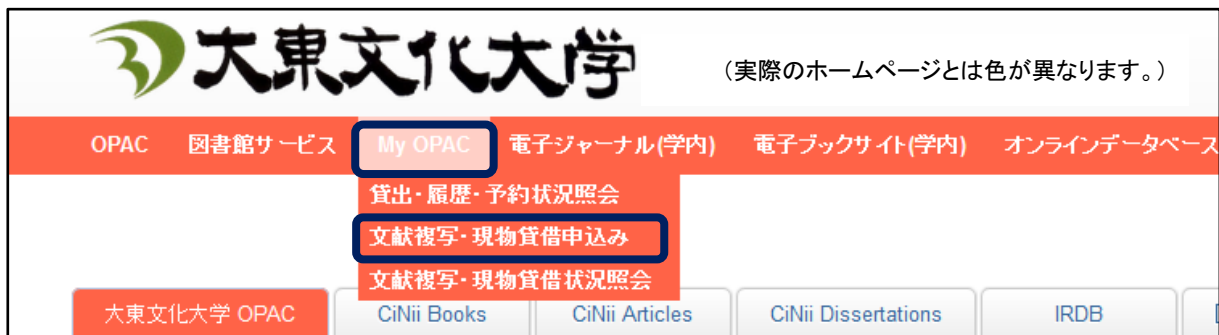 大東文化大学
（実際のホームページとは色が異なります。）
OPAC 図書館サービス My OPAC 電子ジャーナル(学内) 電子ブックサイト(学内) オンラインデータベース
貸出・履歴・予約状況照会
文献複写・現物貸借申込み
文献複写・現物貸借状況照会
大東文化大学 OPAC CiNii Books CiNii Articles CiNii Dissertations IRDB